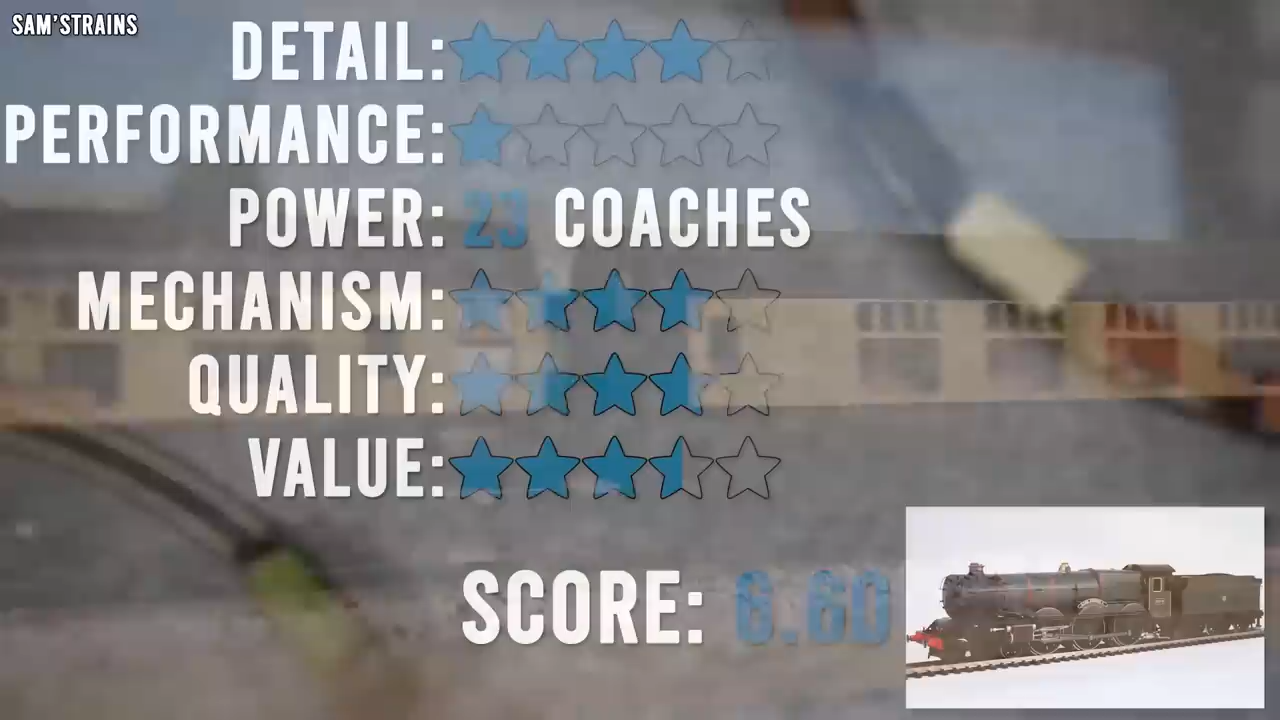 SAM'STRAINS
DETAIL:
PERFORMANCE:
POWER: 23 COACHES
MECHANISM:
QUALITY:
VALUE:
SCORE: 6.60